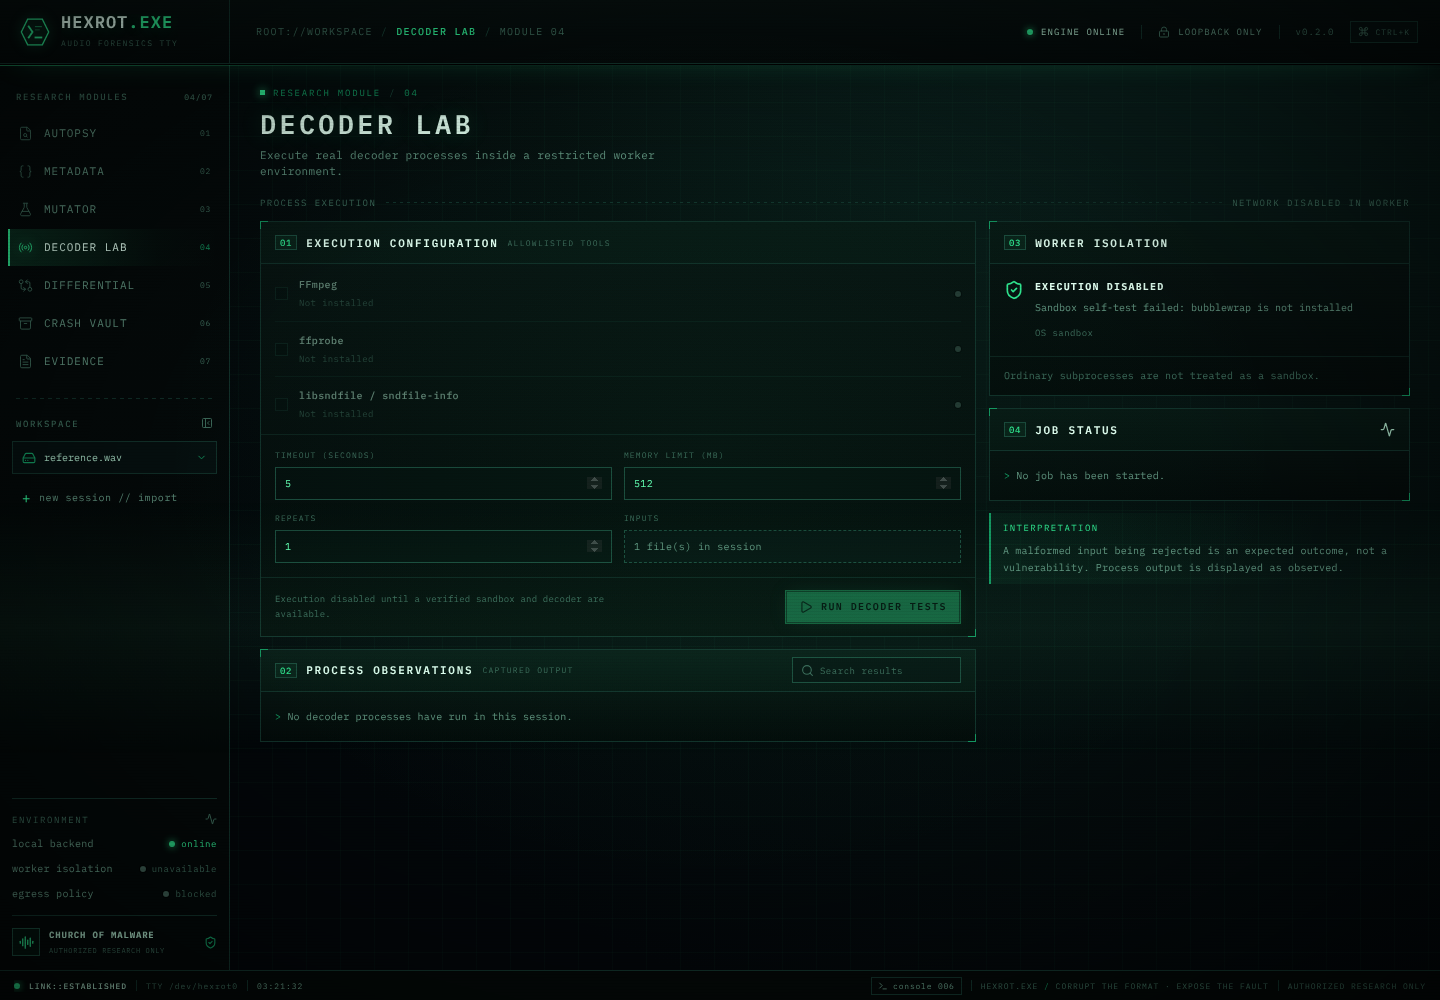 HEXROT.EXE
AUDIO FORENSICS TTY
ROOT://WORKSPACE / DECODER LAB / MODULE 04
ENGINE ONLINE
LOOPBACK ONLY
v0.2.0
⌘ CTRL+K
RESEARCH MODULES 04/07
AUTOPSY 01
METADATA 02
MUTATOR 03
DECODER LAB 04
DIFFERENTIAL 05
CRASH VAULT 06
EVIDENCE 07
WORKSPACE
reference.wav
+ new session // import
ENVIRONMENT
local backend online
worker isolation unavailable
egress policy blocked
CHURCH OF MALWARE
AUTHORIZED RESEARCH ONLY
RESEARCH MODULE / 04
DECODER LAB
Execute real decoder processes inside a restricted worker
environment.
PROCESS EXECUTION
NETWORK DISABLED IN WORKER
01 EXECUTION CONFIGURATION ALLOWLISTED TOOLS
FFmpeg
Not installed
ffprobe
Not installed
libsndfile / sndfile-info
Not installed
TIMEOUT (SECONDS)
5
MEMORY LIMIT (MB)
512
REPEATS
1
INPUTS
1 file(s) in session
Execution disabled until a verified sandbox and decoder are
available.
RUN DECODER TESTS
02 PROCESS OBSERVATIONS CAPTURED OUTPUT
Search results
> No decoder processes have run in this session.
03 WORKER ISOLATION
EXECUTION DISABLED
Sandbox self-test failed: bubblewrap is not installed
OS sandbox
Ordinary subprocesses are not treated as a sandbox.
04 JOB STATUS
> No job has been started.
INTERPRETATION
A malformed input being rejected is an expected outcome, not a
vulnerability. Process output is displayed as observed.
LINK::ESTABLISHED
TTY /dev/hexrot0
03:21:32
console 006
HEXROT.EXE / CORRUPT THE FORMAT · EXPOSE THE FAULT
AUTHORIZED RESEARCH ONLY